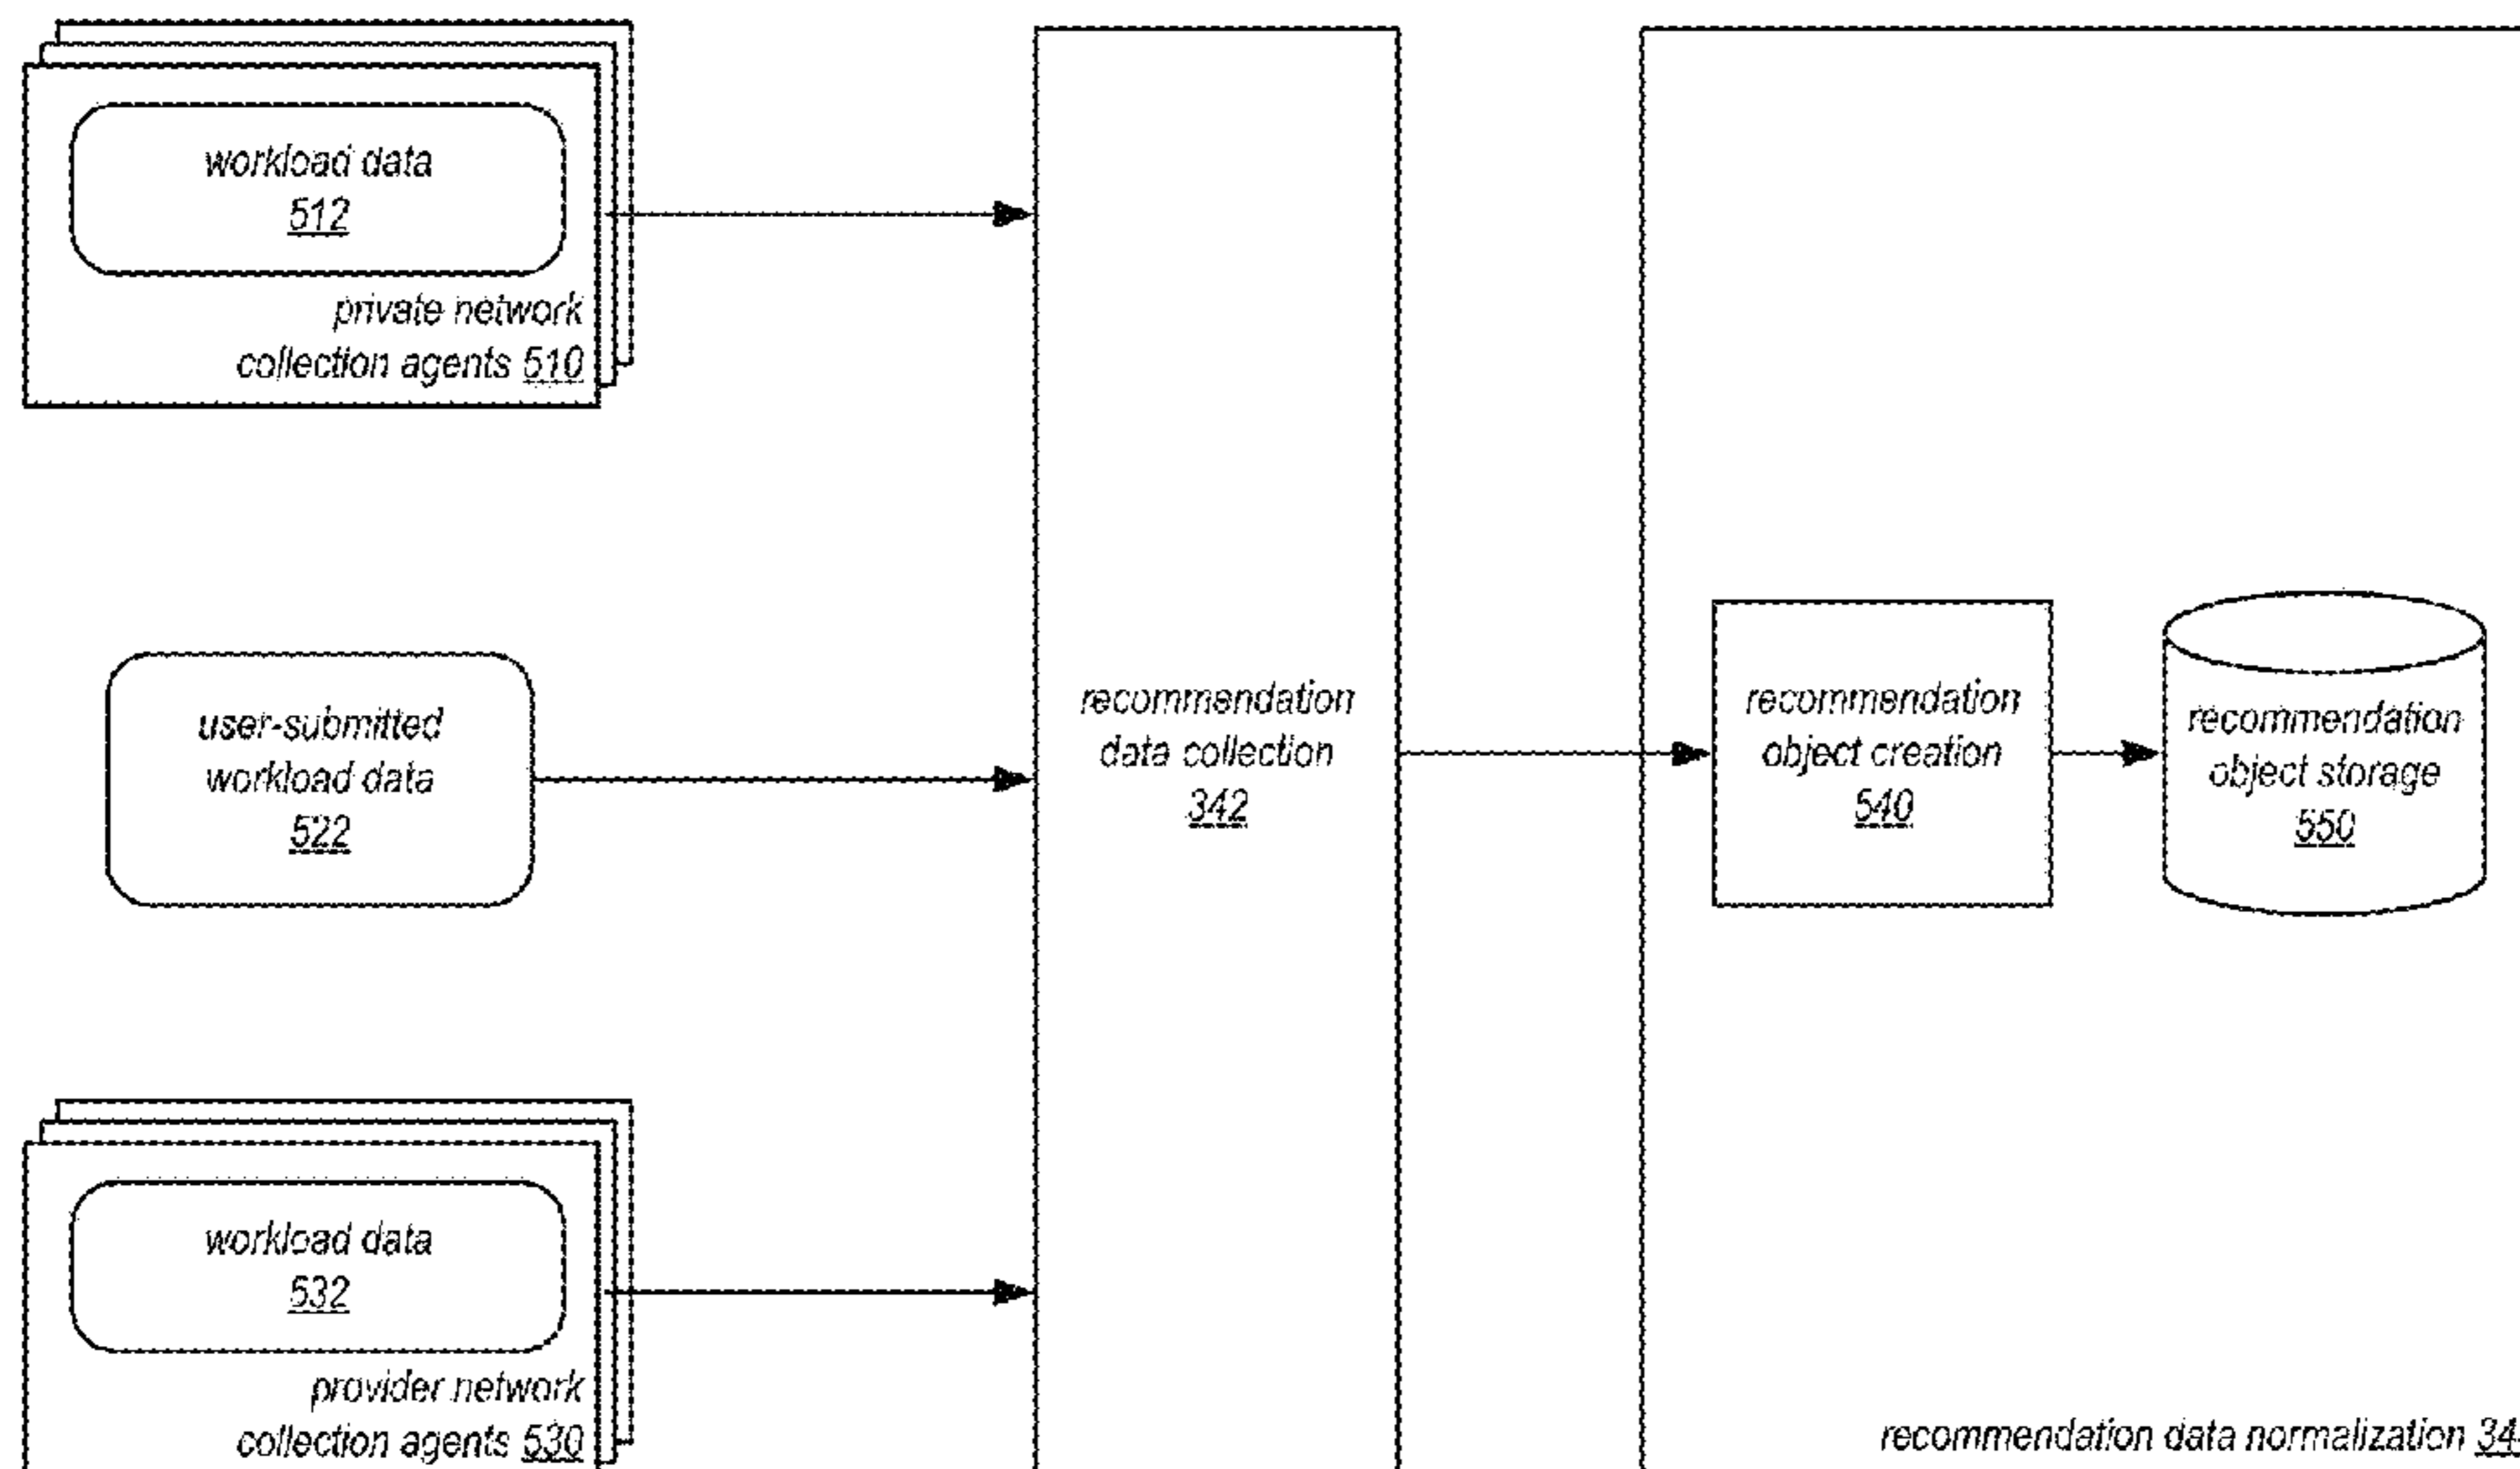 workload data
512
private network
collection agents 510
user-submitted
workload data
522
workload data
532
provider network
collection agents 530
recommendation
data collection
342
recommendation
object creation
540
recommendation
object storage
550
recommendation data normalization